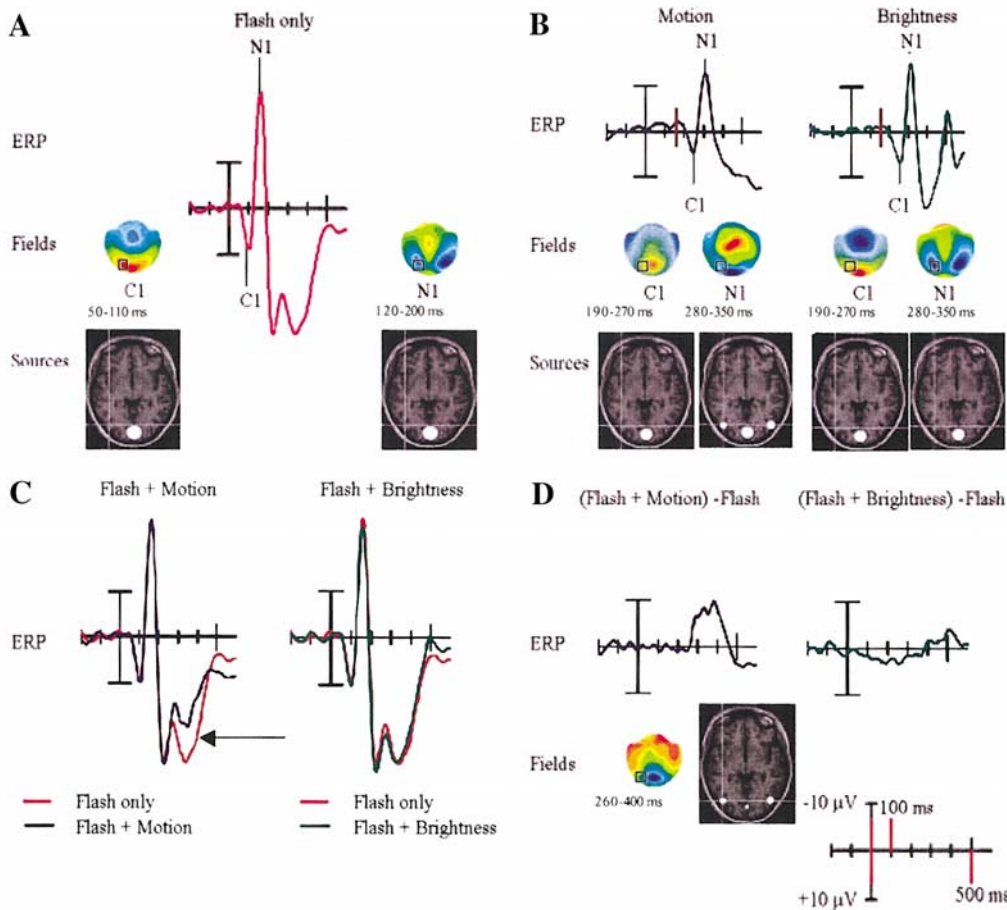 A
Flash only
N1
ERP
Fields
C1
C1
N1
50-110 ms
120-200 ms
Sources
B
Motion
Brightness
N1
N1
ERP
C1
C1
Fields
C1
N1
C1
N1
190-270 ms
280-350 ms
190-270 ms
280-350 ms
Sources
C
Flash + Motion
Flash + Brightness
ERP
Flash only
Flash + Motion
Flash only
Flash + Brightness
D
(Flash + Motion) -Flash
(Flash + Brightness) -Flash
ERP
Fields
260-400 ms
-10 µV
100 ms
+10 µV
500 ms